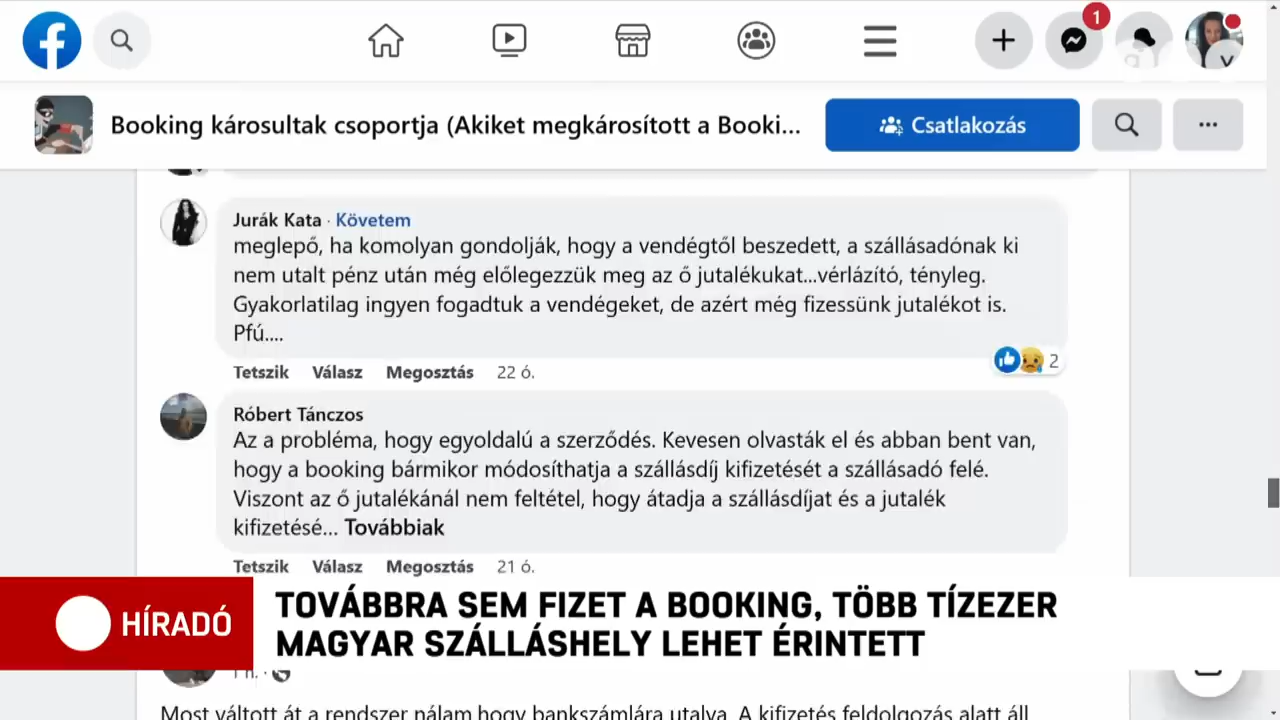 1
Booking károsultak csoportja (Akiket megkárosított a Booki...
Csatlakozás
Jurák Kata · Követem
meglepő, ha komolyan gondolják, hogy a vendégtől beszedett, a szállásadónak ki
nem utalt pénz után még előlegezzük meg az ő jutalékukat...vérlázító, tényleg.
Gyakorlatilag ingyen fogadtuk a vendégeket, de azért még fizessünk jutalékot is.
Pfú....
Tetszik Válasz Megosztás 22 ó.
2
Róbert Tánczos
Az a probléma, hogy egyoldalú a szerződés. Kevesen olvasták el és abban bent van,
hogy a booking bármikor módosíthatja a szállásdíj kifizetését a szállásadó felé.
Viszont az ő jutalékánál nem feltétel, hogy átadja a szállásdíjat és a jutalék
kifizetésé... Továbbiak
Tetszik Válasz Megosztás 21 ó.
HÍRADÓ
TOVÁBBRA SEM FIZET A BOOKING, TÖBB TÍZEZER
MAGYAR SZÁLLÁSHELY LEHET ÉRINTETT
Most váltott át a rendszer nálam hogy bankszámlára utalva. A kifizetés feldolgozás alatt áll